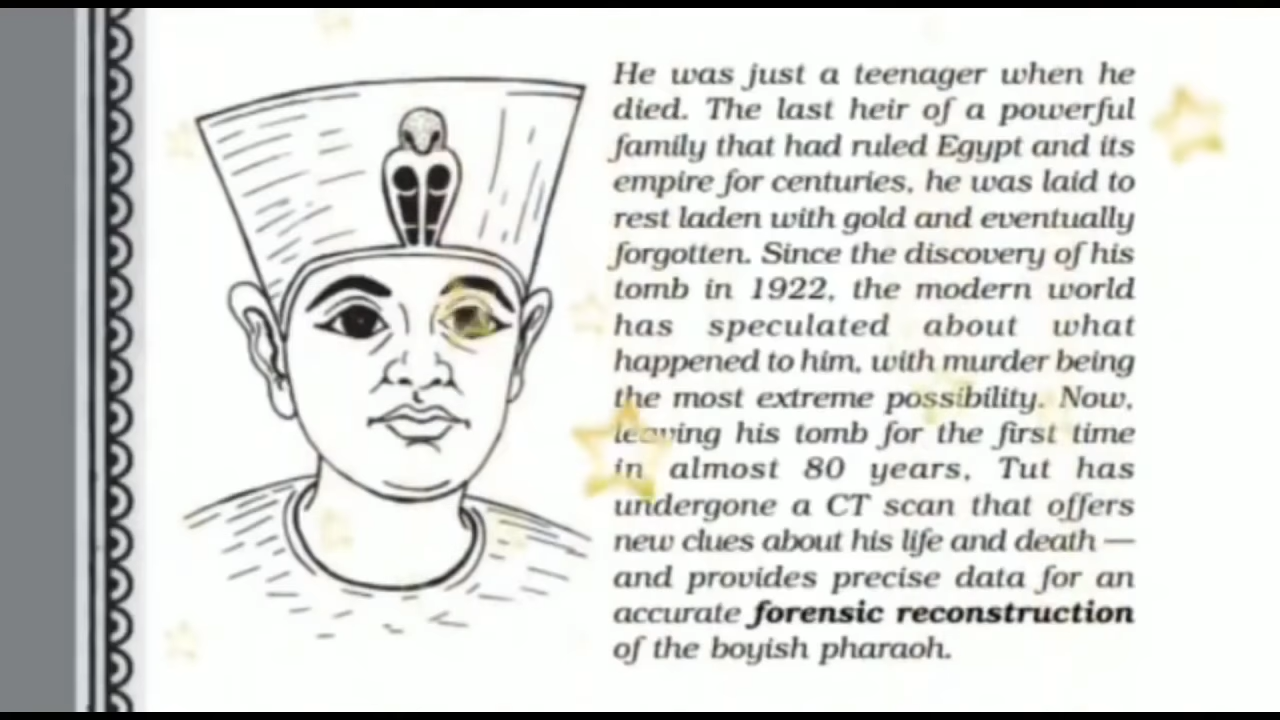 He was just a teenager when he
died. The last heir of a powerful
family that had ruled Egypt and its
empire for centuries, he was laid to
rest laden with gold and eventually
forgotten. Since the discovery of his
tomb in 1922, the modern world
has speculated about what
happened to him, with murder being
the most extreme possibility. Now,
leaving his tomb for the first time
in almost 80 years, Tut has
undergone a CT scan that offers
new clues about his life and death —
and provides precise data for an
accurate forensic reconstruction
of the boyish pharaoh.